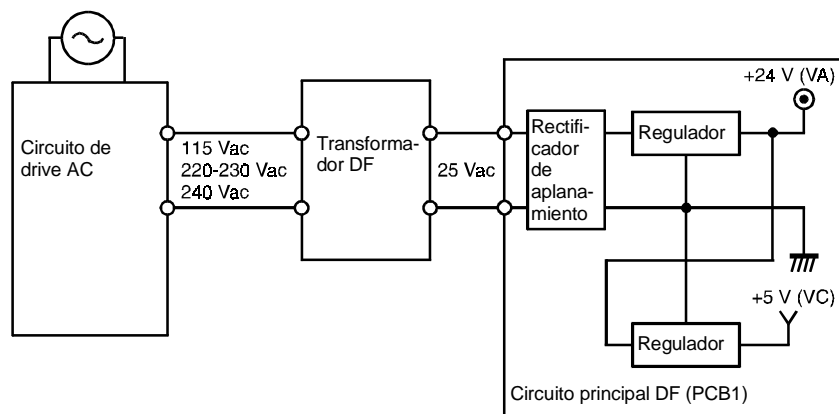 +24 V (VA)
Circuito de
drive AC
115 Vac
220-230 Vac
240 Vac
Transforma-
dor DF
25 Vac
Rectifi-
cador
de
aplana-
miento
Regulador
+5 V (VC)
Regulador
Circuito principal DF (PCB1)